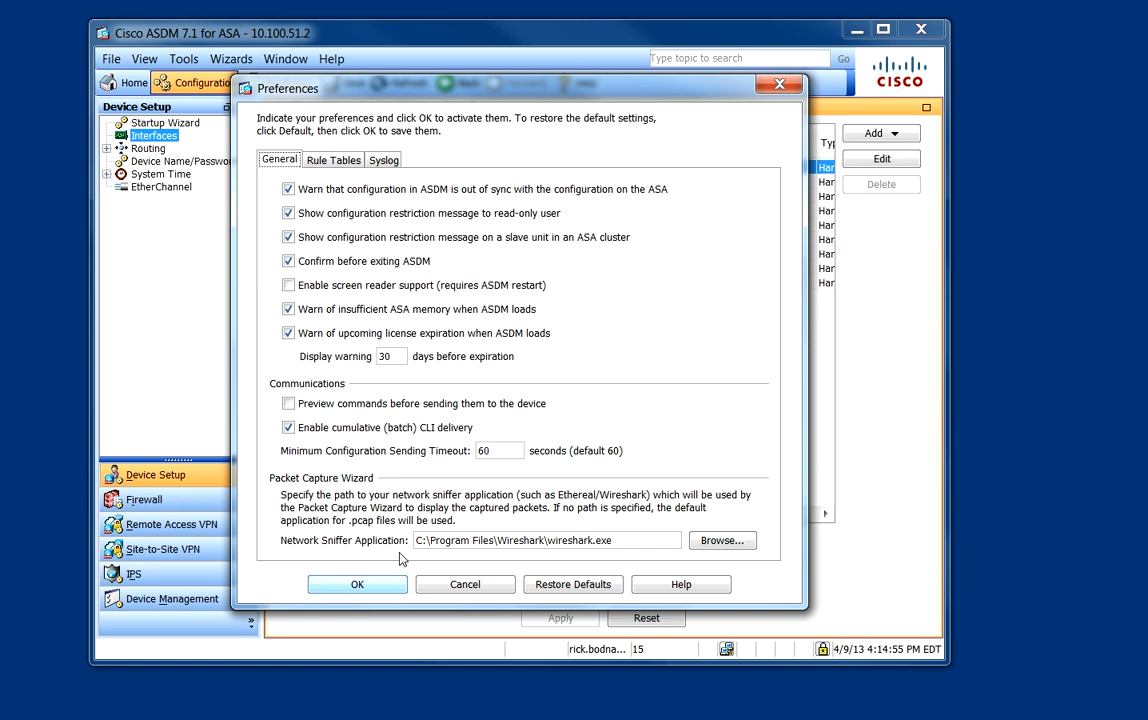 Cisco ASDM 7.1 for ASA - 10.100.51.2
File View Tools Wizards Window Help
Type topic to search
Go
Home
Configuratio
CISCO
Device Setup
Startup Wizard
Interfaces
Routing
Device Name/Passwo
System Time
EtherChannel
Device Setup
Firewall
Remote Access VPN
Site-to-Site VPN
IPS
Device Management
»
Preferences
Indicate your preferences and click OK to activate them. To restore the default settings,
click Default, then click OK to save them.
General Rule Tables Syslog
Warn that configuration in ASDM is out of sync with the configuration on the ASA
Show configuration restriction message to read-only user
Show configuration restriction message on a slave unit in an ASA cluster
Confirm before exiting ASDM
Enable screen reader support (requires ASDM restart)
Warn of insufficient ASA memory when ASDM loads
Warn of upcoming license expiration when ASDM loads
Display warning 30 days before expiration
Communications
Preview commands before sending them to the device
Enable cumulative (batch) CLI delivery
Minimum Configuration Sending Timeout: 60 seconds (default 60)
Packet Capture Wizard
Specify the path to your network sniffer application (such as Ethereal/Wireshark) which will be used by
the Packet Capture Wizard to display the captured packets. If no path is specified, the default
application for .pcap files will be used.
Network Sniffer Application: C:\Program Files\Wireshark\wireshark.exe Browse...
OK Cancel Restore Defaults Help
Typ
Har
Har
Har
Har
Har
Har
Har
Har
Har
Add
Edit
Delete
Apply Reset
rick.bodna... 15
4/9/13 4:14:55 PM EDT